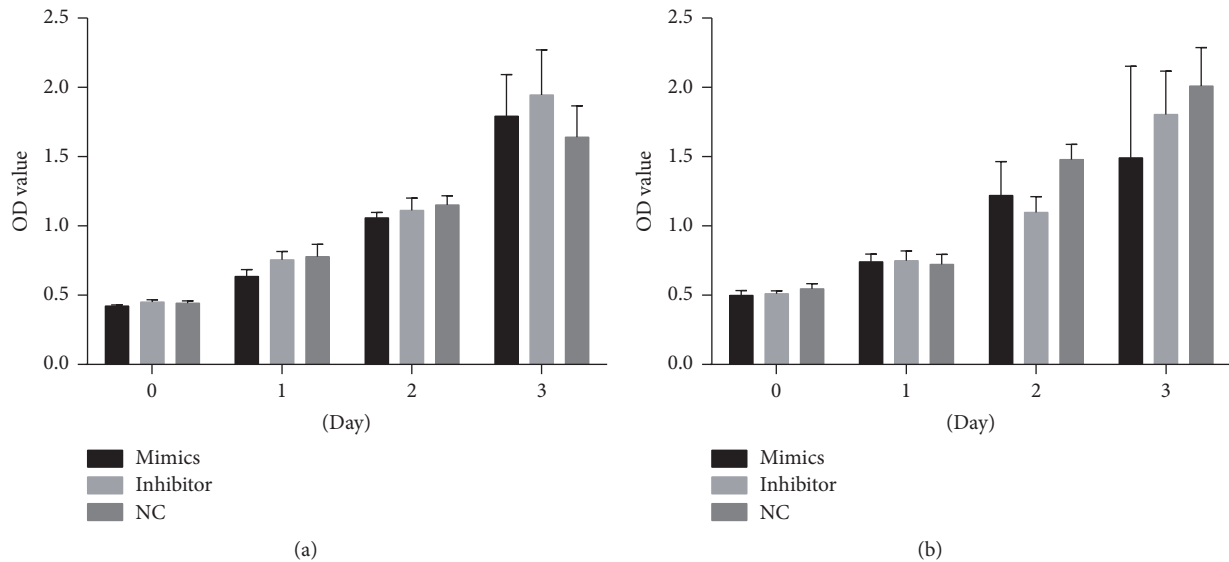 2.5
2.0
1.5
1.0
0.5
0.0
OD value
0 1 2 3
(Day)
Mimics
Inhibitor
NC
(a)
2.5
2.0
1.5
1.0
0.5
0.0
OD value
0 1 2 3
(Day)
Mimics
Inhibitor
NC
(b)